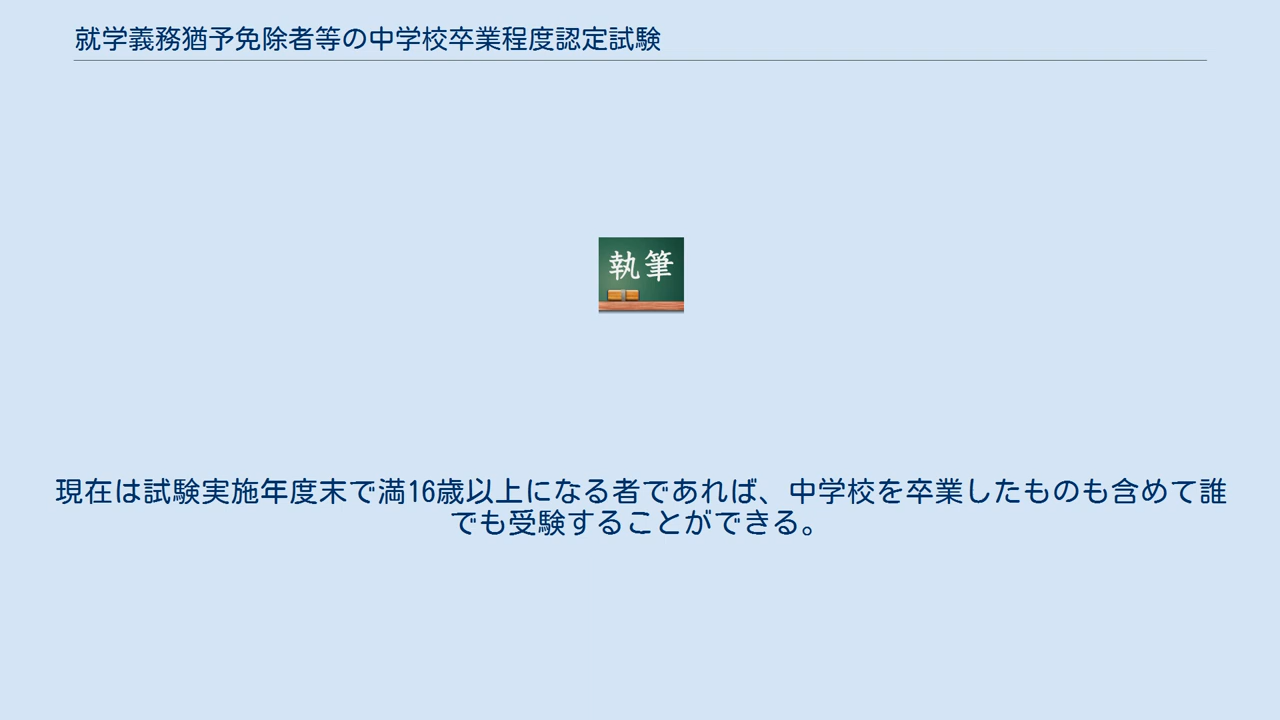 就学義務猶予免除者等の中学校卒業程度認定試験
執筆
現在は試験実施年度末で満16歳以上になる者であれば、中学校を卒業したものも含めて誰
でも受験することができる。